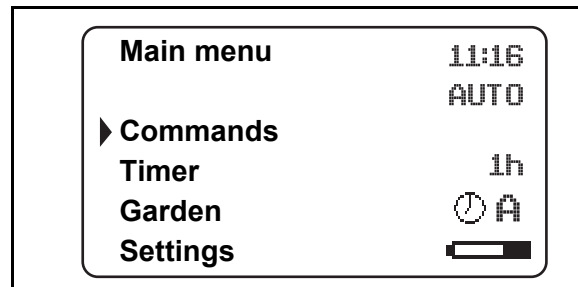 Main menu 11:16
AUTO
Commands
Timer 1h
Garden A
Settings